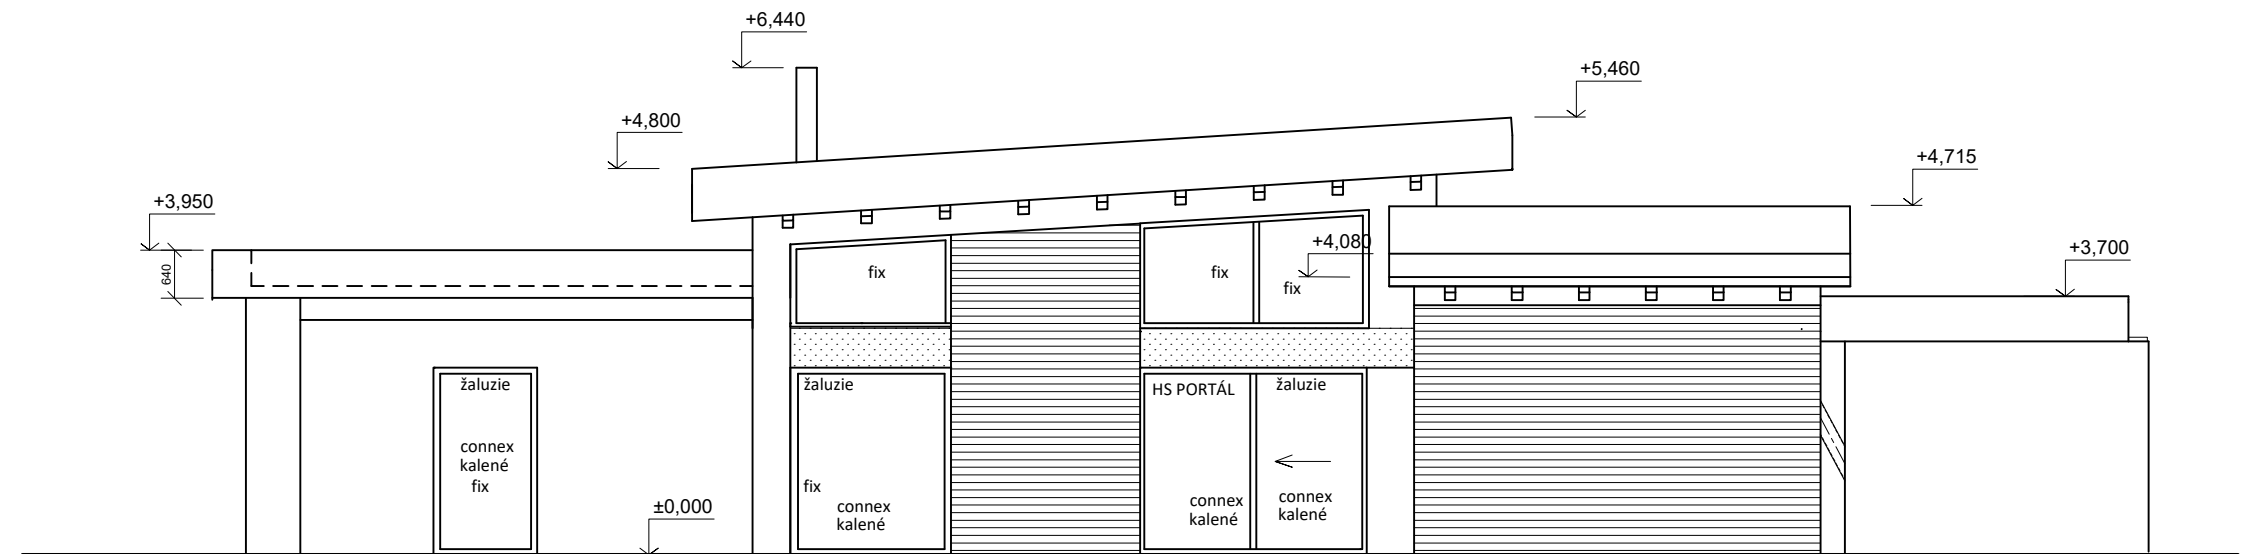 +6,440
+5,460
+4,800
+4,715
+3,950
+4,080
+3,700
640
fix
fix
fix
žaluzie
connex
kalené
fix
žaluzie
fix
connex
kalené
HS PORTÁL
žaluzie
connex
kalené
connex
kalené
±0,000